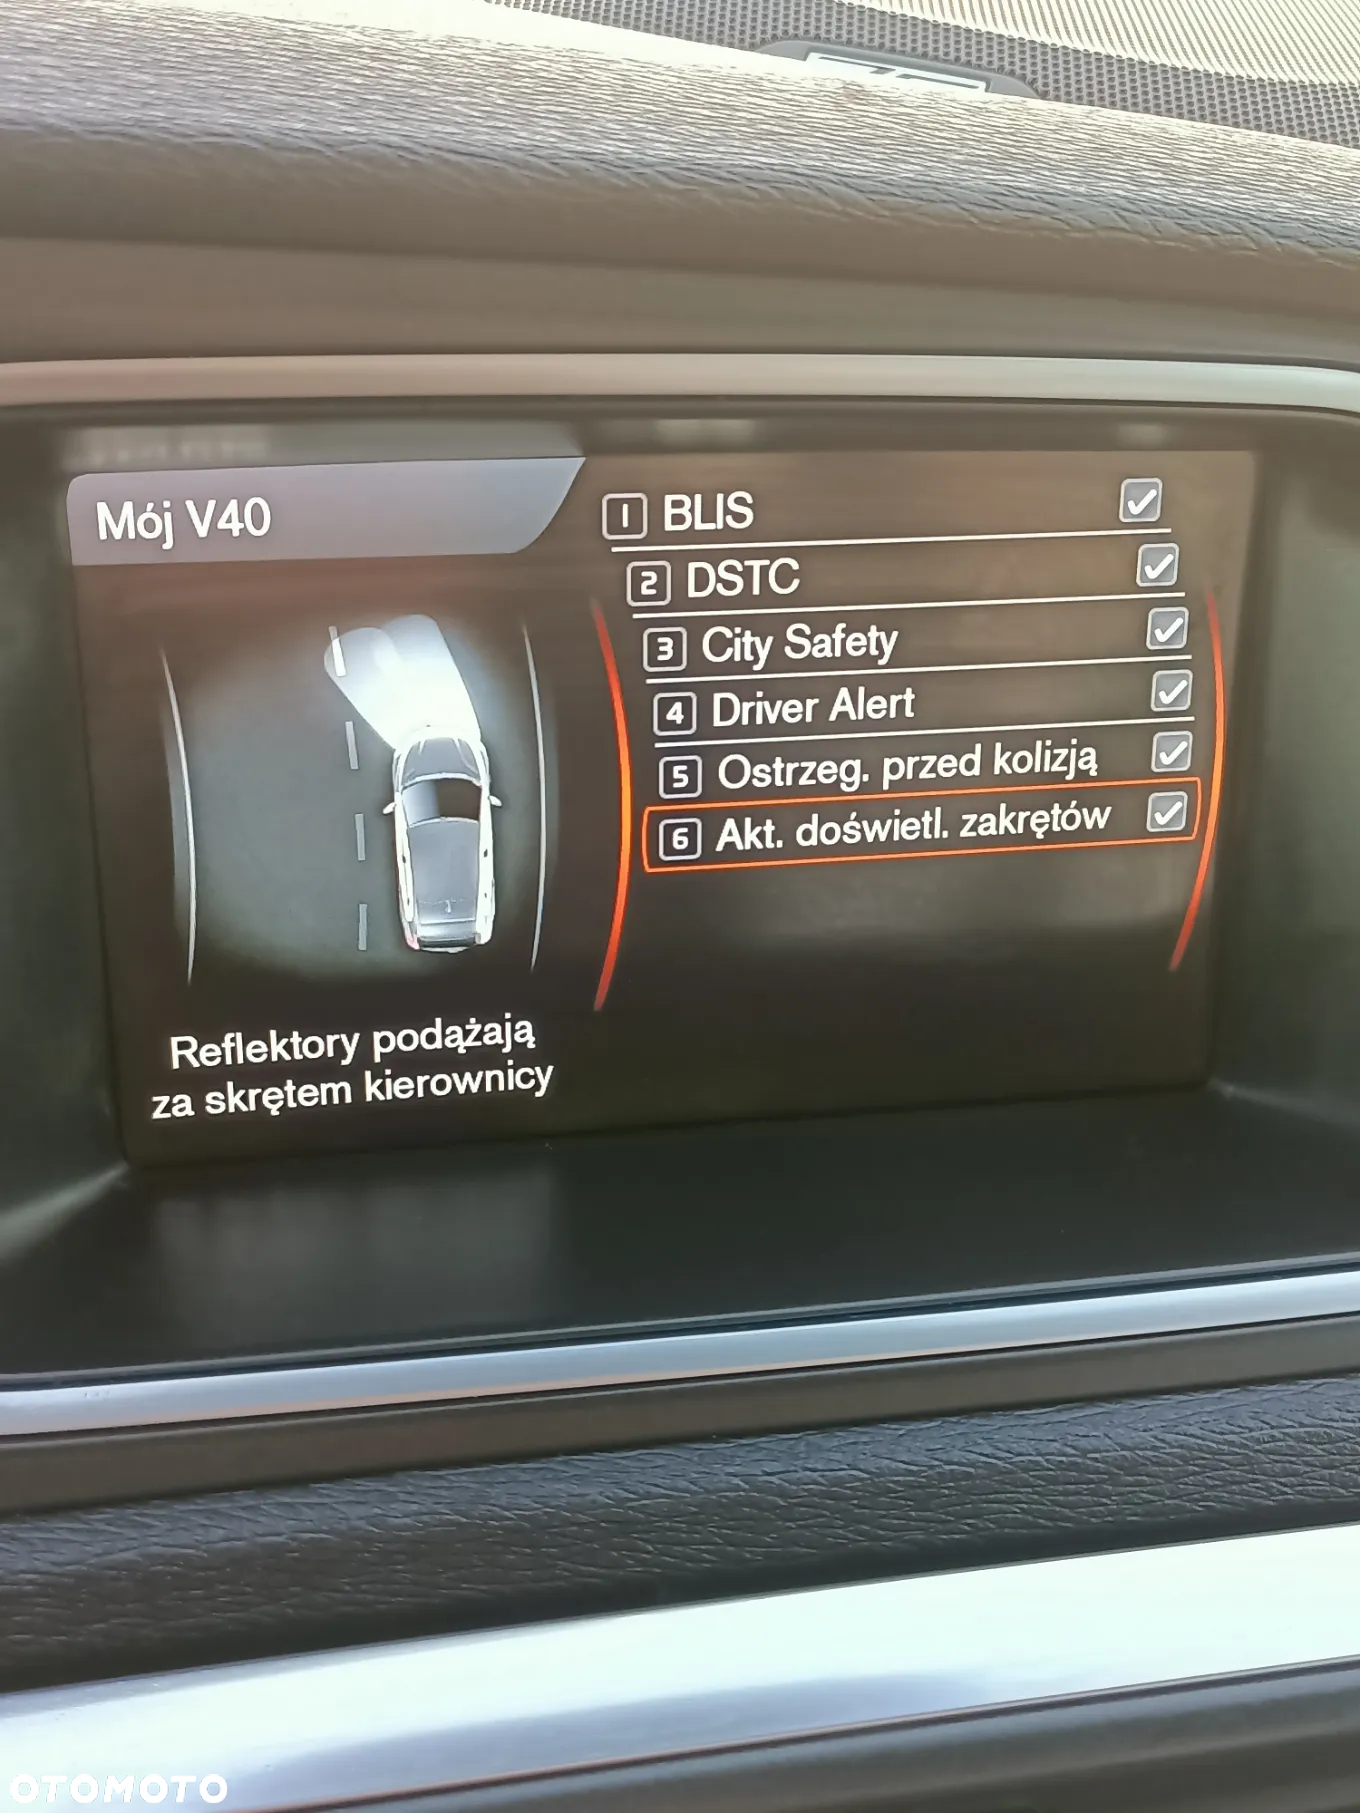 Mój V40
1 BLIS
2 DSTC
3 City Safety
4 Driver Alert
5 Ostrzeg. przed kolizją
6 Akt. doświetl. zakrętów
Reflektory podążają
za skrętem kierownicy
OTOMOTO